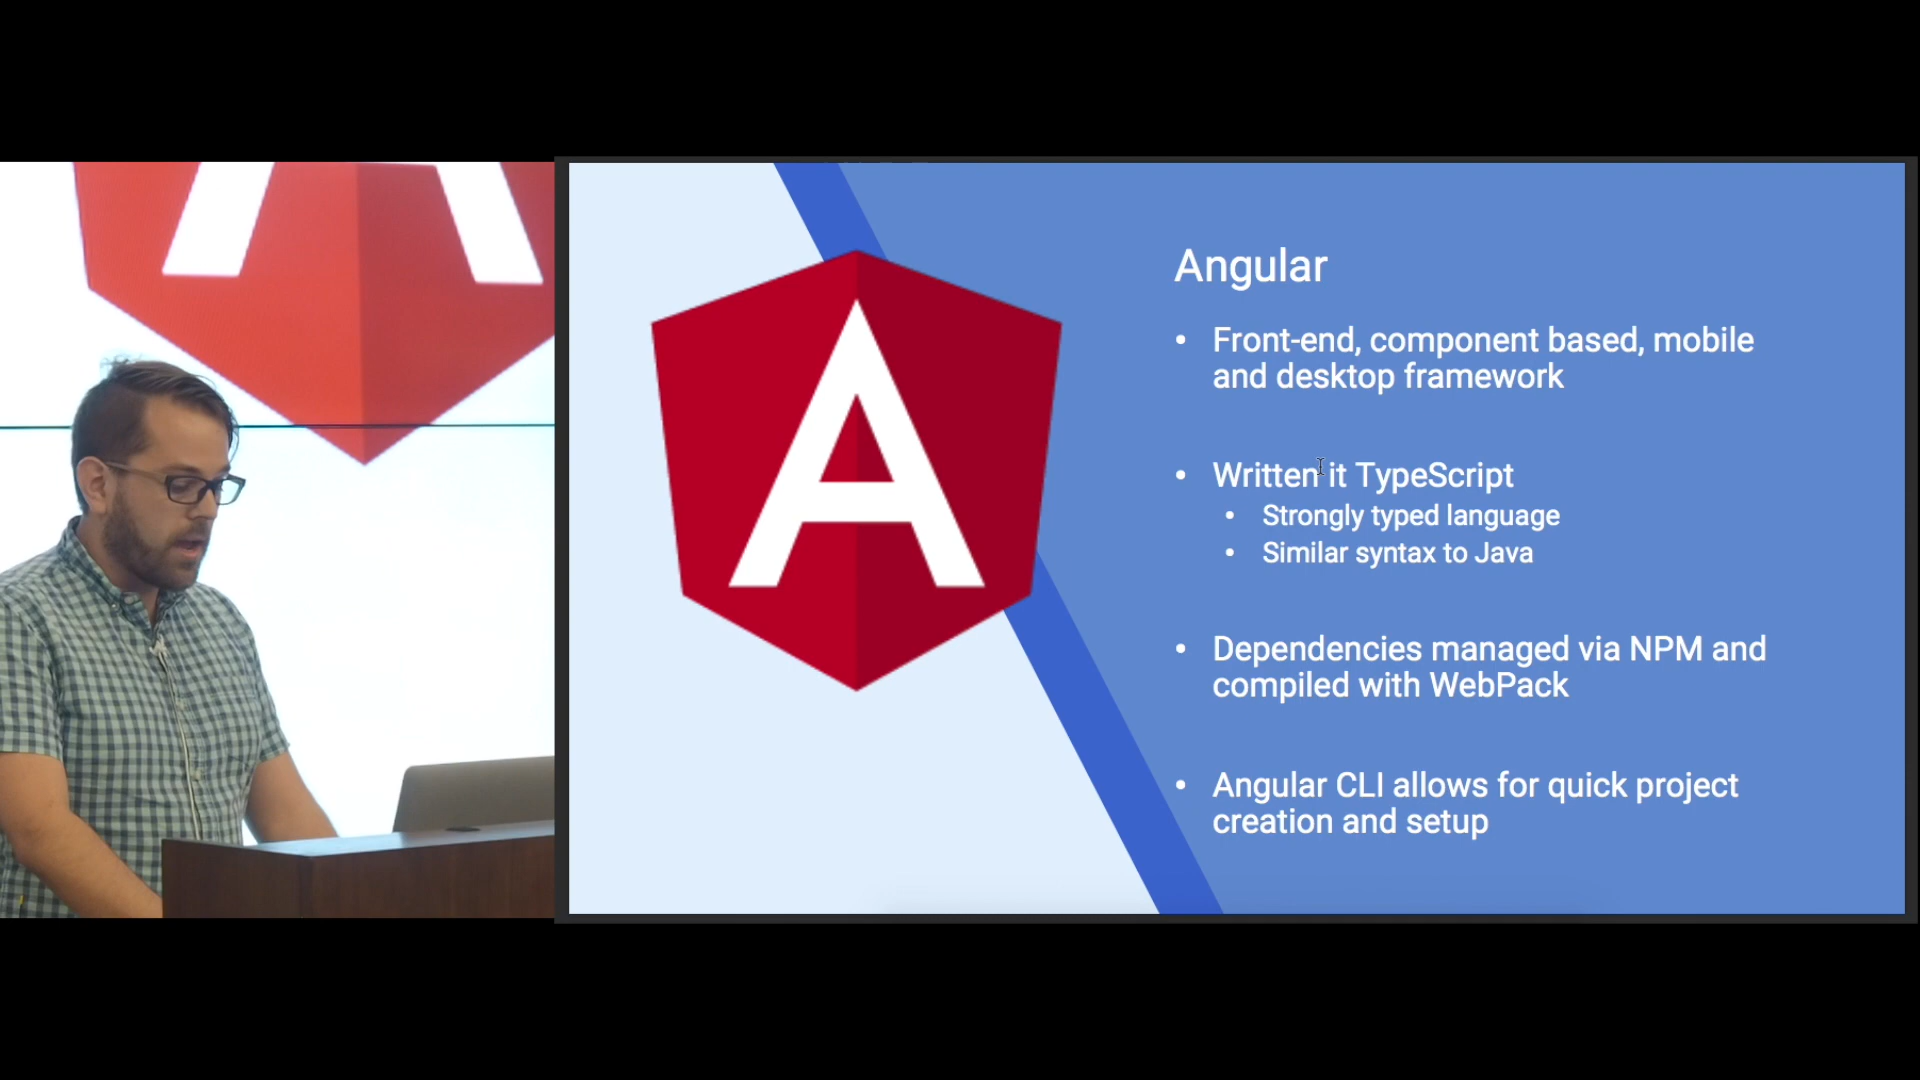 Angular
• Front-end, component based, mobile
and desktop framework
• Written it TypeScript
• Strongly typed language
• Similar syntax to Java
• Dependencies managed via NPM and
compiled with WebPack
• Angular CLI allows for quick project
creation and setup